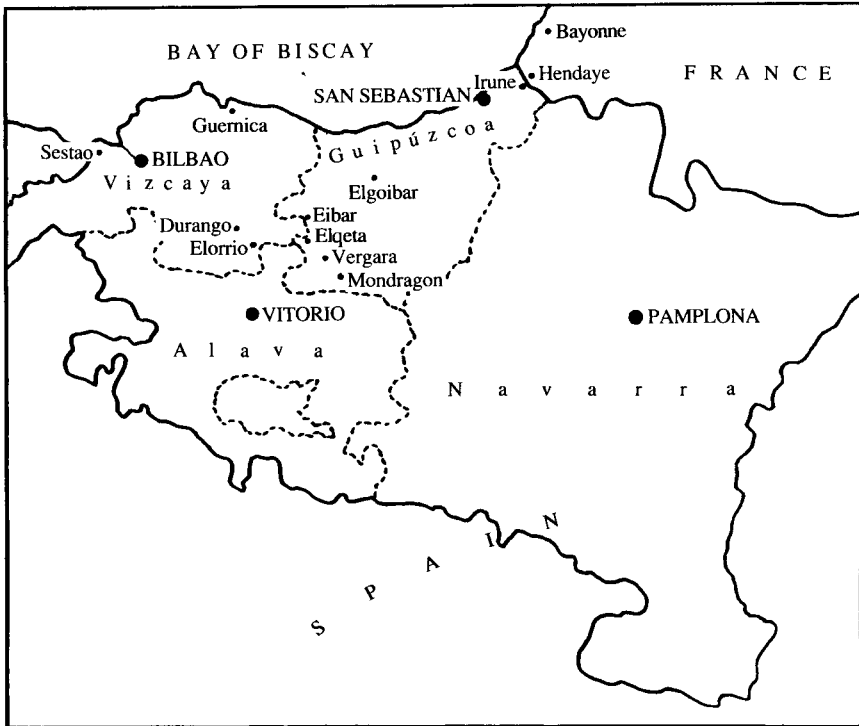 Bayonne
BAY OF BISCAY
Irune
Hendaye
FRANCE
SAN SEBASTIAN
Guernica
Guipúzcoa
Sestao
BILBAO
Vizcaya
Elgoibar
Eibar
Durango
Elqeta
Elorrio
Vergara
Mondragon
VITORIO
PAMPLONA
Alava
Navarra
SPAIN